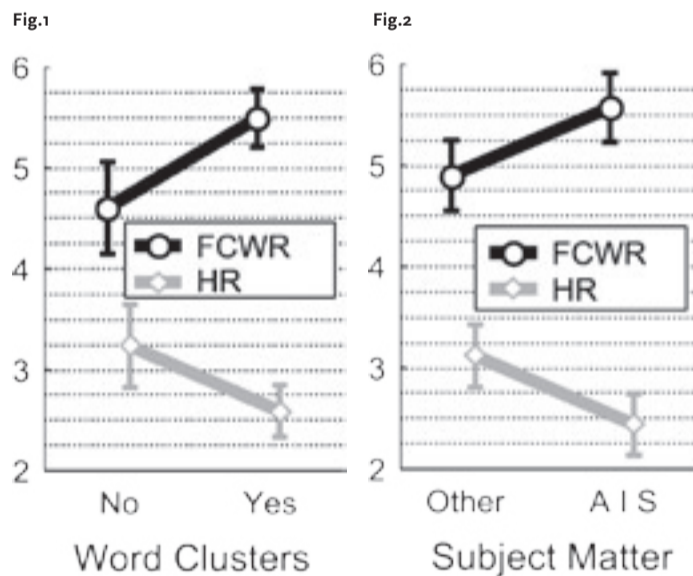 Fig.1
6
5
4
3
2
FCWR
HR
No Yes
Word Clusters
Fig.2
6
5
4
3
2
FCWR
HR
Other A I S
Subject Matter